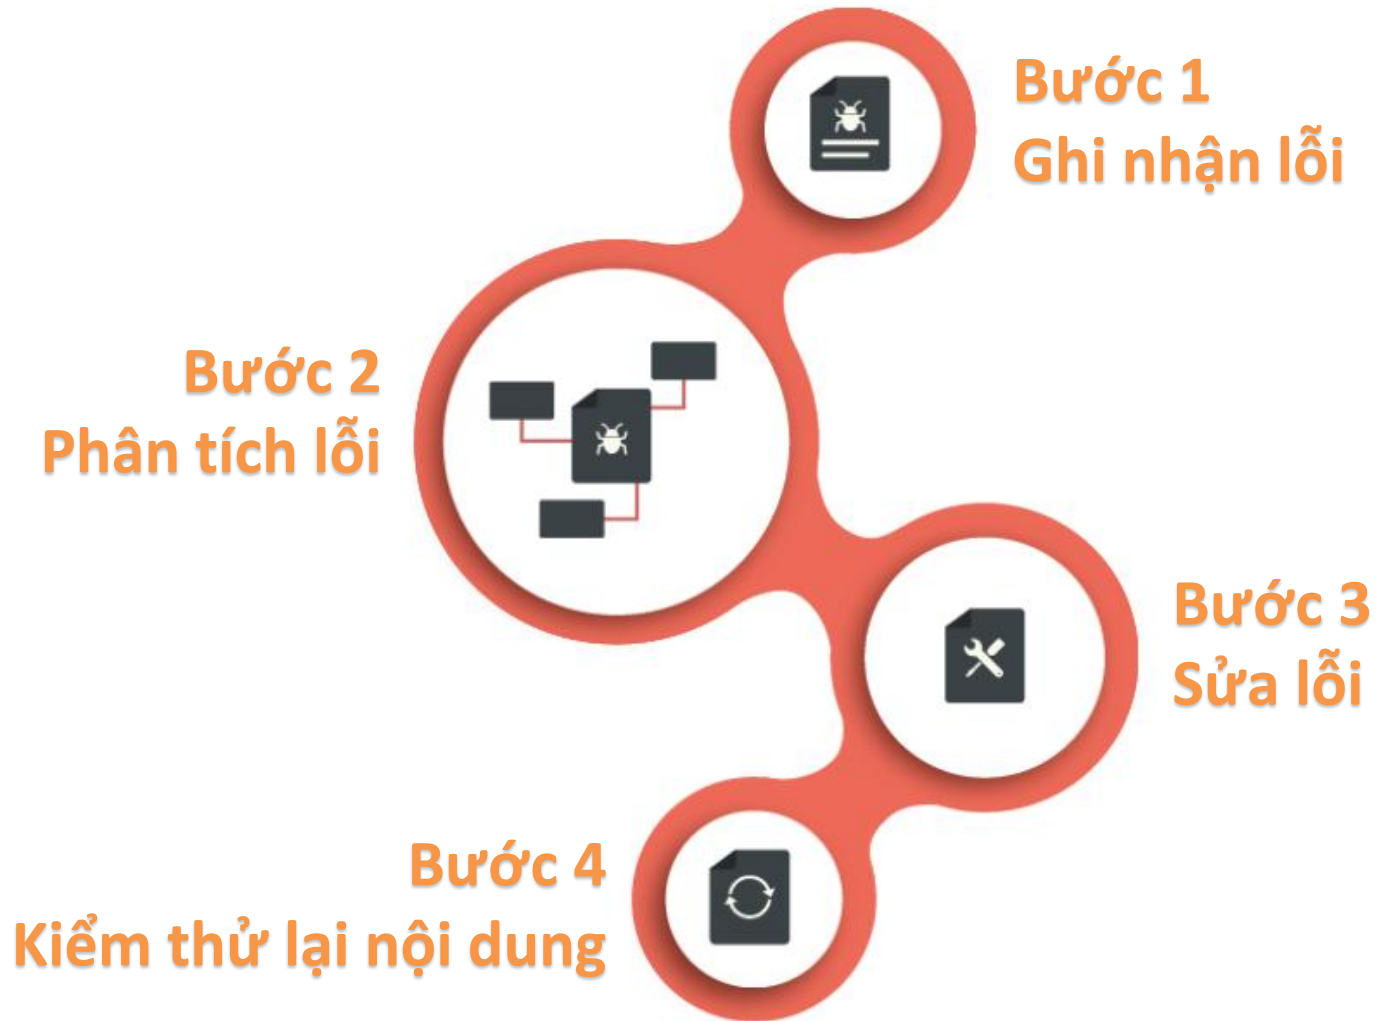 Bước 1
Ghi nhận lỗi
Bước 2
Phân tích lỗi
Bước 3
Sửa lỗi
Bước 4
Kiểm thử lại nội dung